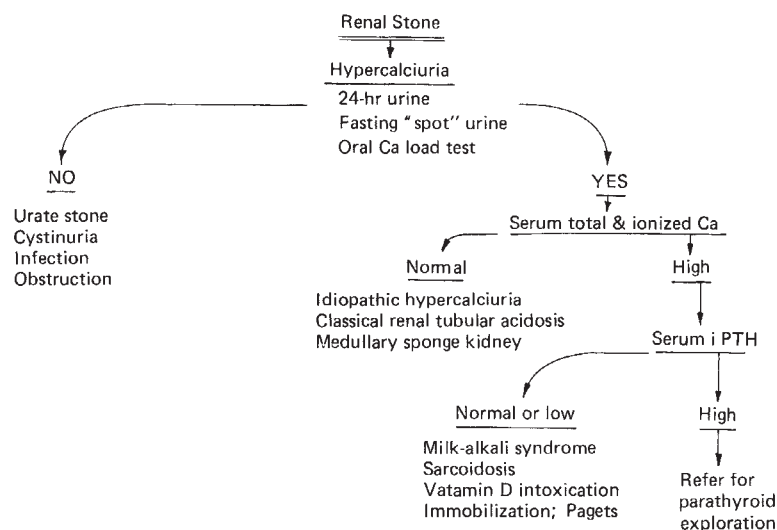 Renal Stone
Hypercalciuria
24-hr urine
Fasting "spot" urine
Oral Ca load test
NO
Urate stone
Cystinuria
Infection
Obstruction
YES
Serum total & ionized Ca
Normal
Idiopathic hypercalciuria
Classical renal tubular acidosis
Medullary sponge kidney
High
Serum i PTH
Normal or low
Milk-alkali syndrome
Sarcoidosis
Vatamin D intoxication
Immobilization; Pagets
High
Refer for
parathyroid
exploration